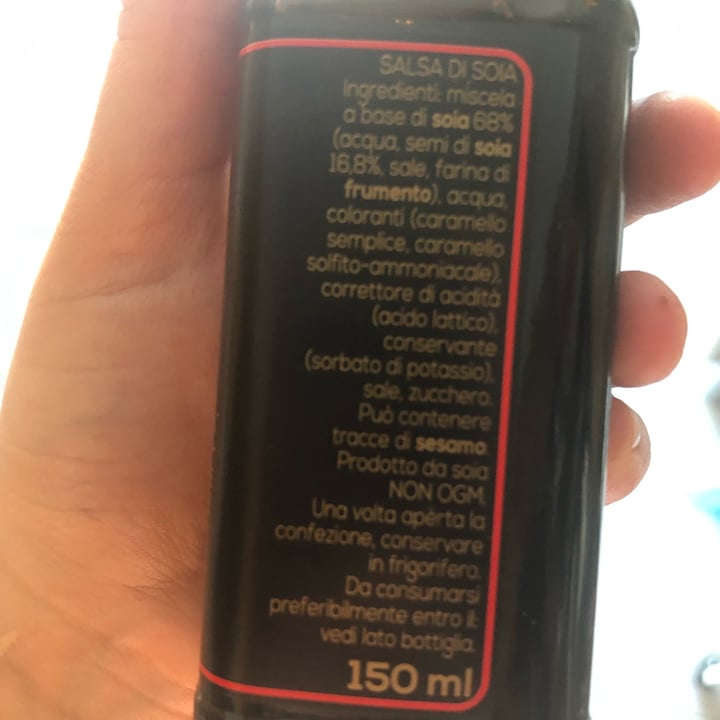 SALSA DI SOIA
Ingredienti: miscela
a base di soia 68%
(acqua, semi di soia
16,8%, sale, farina di
frumento), acqua,
coloranti (caramello
semplice, caramello
solfito-ammoniacale),
correttore di acidità
(acido lattico),
conservante
(sorbato di potassio),
sale, zucchero.
Può contenere
tracce di sesamo.
Prodotto da soia
NON OGM.
Una volta aperta la
confezione, conservare
in frigorifero.
Da consumarsi
preferibilmente entro il:
vedi lato bottiglia.
150 ml